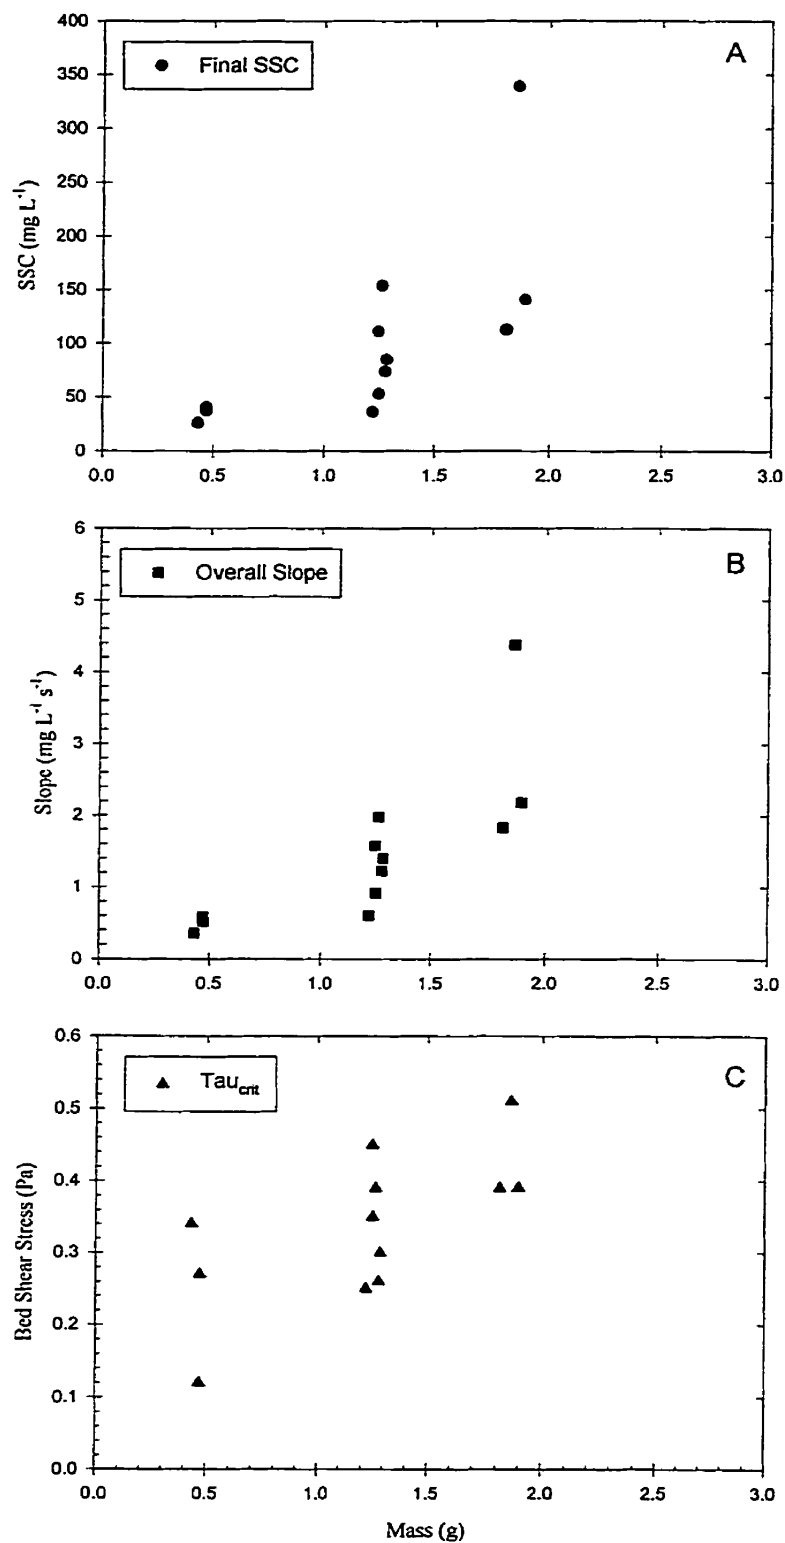 400
350
300
250
200
150
100
50
0
SSC (mg L⁻¹)
Final SSC
A
0.0 0.5 1.0 1.5 2.0 2.5 3.0
6
5
4
3
2
1
0
Slope (mg L⁻¹ s⁻¹)
Overall Slope
B
0.0 0.5 1.0 1.5 2.0 2.5 3.0
0.6
0.5
0.4
0.3
0.2
0.1
0.0
Bed Shear Stress (Pa)
Tau crit
C
0.0 0.5 1.0 1.5 2.0 2.5 3.0
Mass (g)